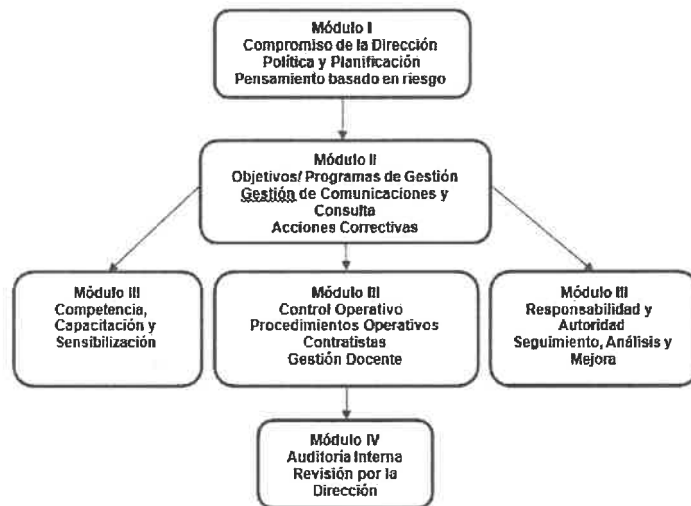 Módulo I
Compromiso de la Dirección
Política y Planificación
Pensamiento basado en riesgo
Módulo II
Objetivos/ Programas de Gestión
Gestión de Comunicaciones y
Consulta
Acciones Correctivas
Módulo III
Competencia,
Capacitación y
Sensibilización
Módulo III
Control Operativo
Procedimientos Operativos
Contratistas
Gestión Docente
Módulo III
Responsabilidad y
Autoridad
Seguimiento, Análisis y
Mejora
Módulo IV
Auditoría Interna
Revisión por la
Dirección